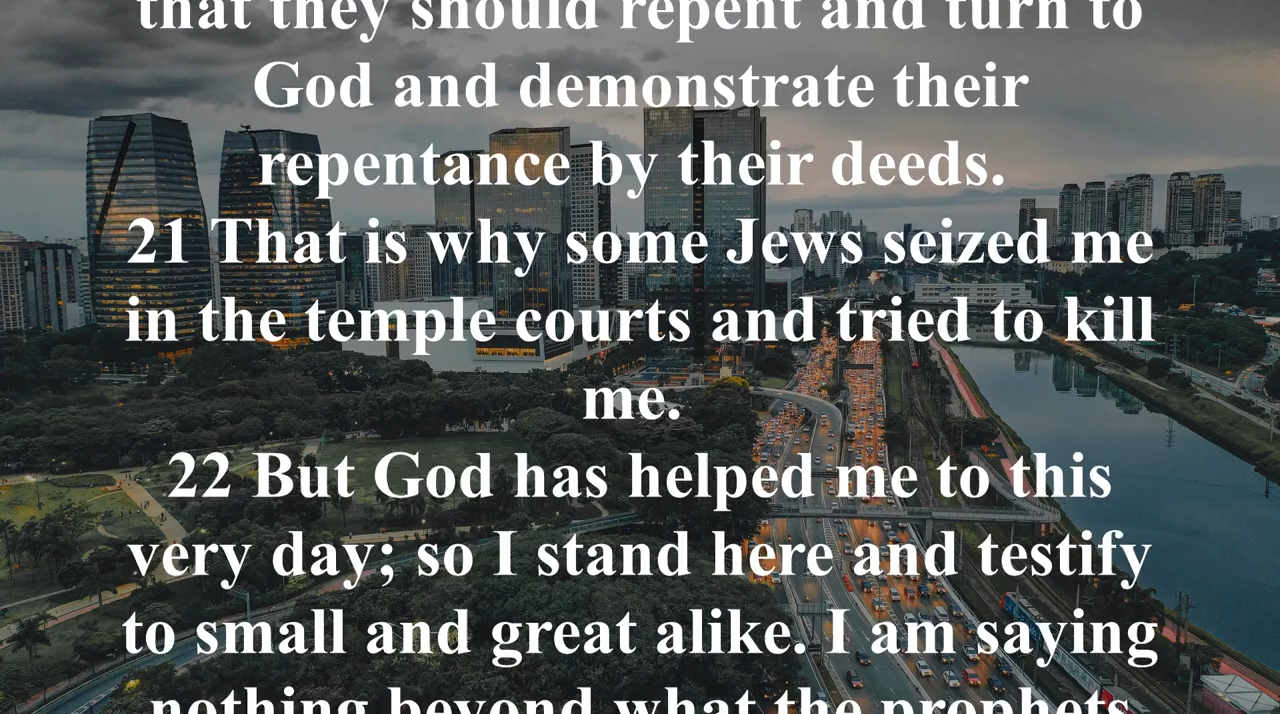 that they should repent and turn to
God and demonstrate their
repentance by their deeds.
21 That is why some Jews seized me
in the temple courts and tried to kill
me.
22 But God has helped me to this
very day; so I stand here and testify
to small and great alike. I am saying
nothing beyond what the prophets